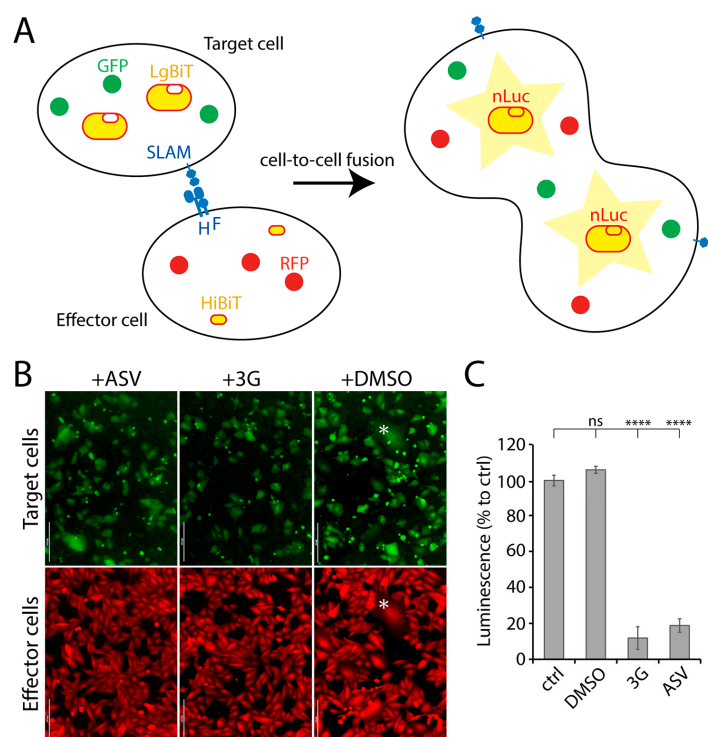 A
Target cell
GFP
LgBiT
SLAM
H F
RFP
HiBiT
Effector cell
cell-to-cell fusion
nLuc
nLuc
B
+ASV
+3G
+DMSO
Target cells
*
Effector cells
*
C
ns
****
****
Luminescence (% to ctrl)
120
100
80
60
40
20
0
ctrl
DMSO
3G
ASV